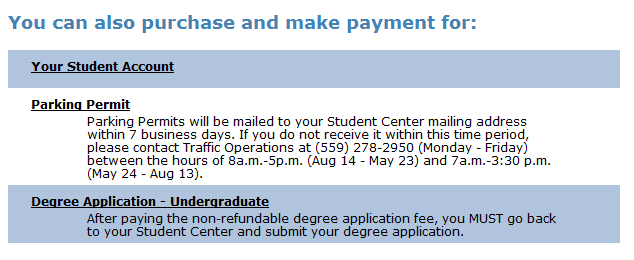 You can also purchase and make payment for:
Your Student Account
Parking Permit
Parking Permits will be mailed to your Student Center mailing address
within 7 business days. If you do not receive it within this time period,
please contact Traffic Operations at (559) 278-2950 (Monday - Friday)
between the hours of 8a.m.-5p.m. (Aug 14 - May 23) and 7a.m.-3:30 p.m.
(May 24 - Aug 13).
Degree Application - Undergraduate
After paying the non-refundable degree application fee, you MUST go back
to your Student Center and submit your degree application.